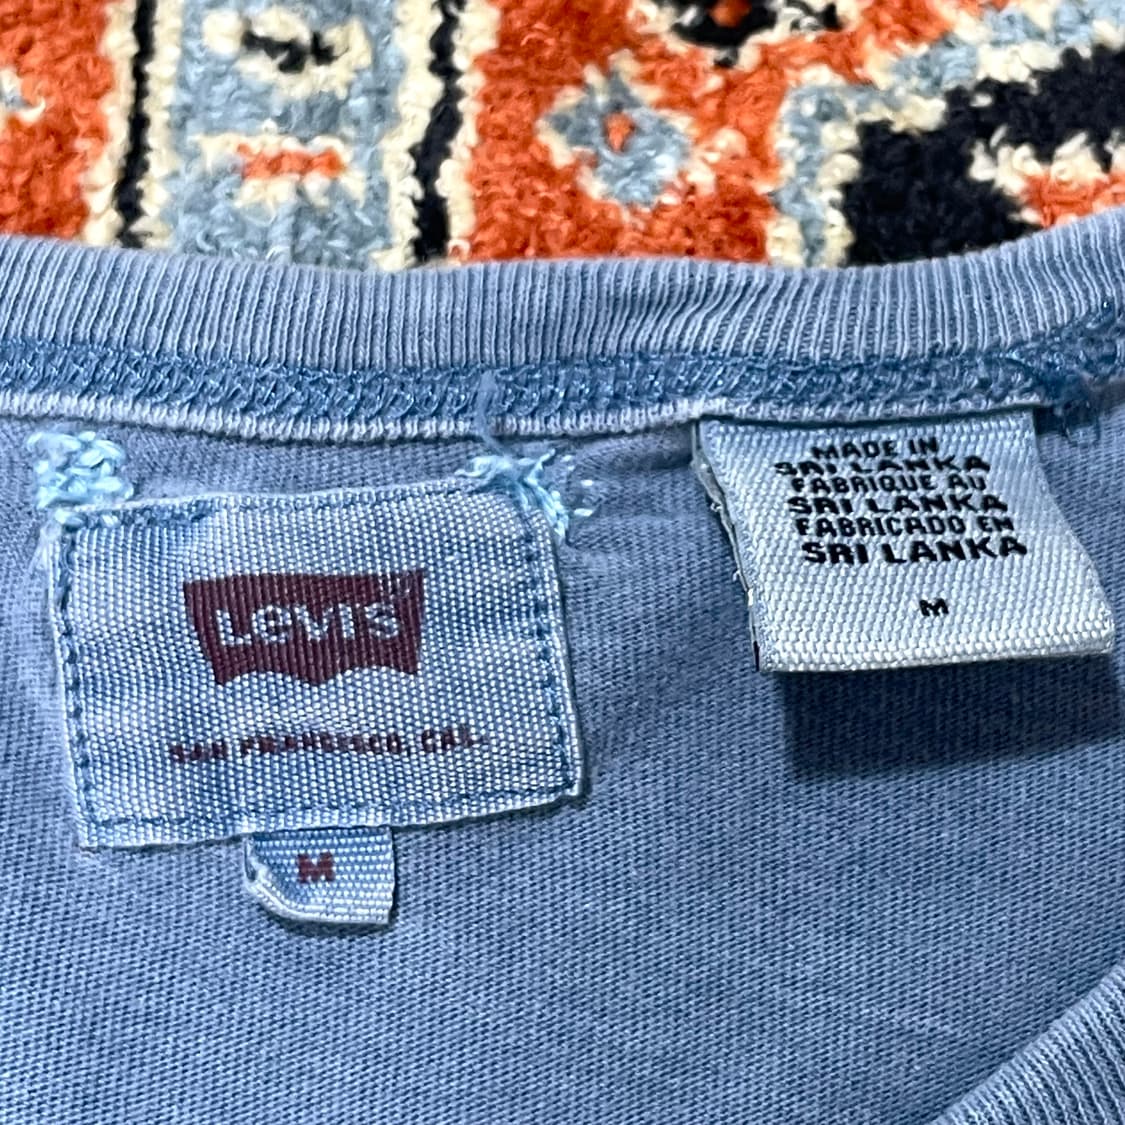 Levi's
SAN FRANCISCO, CAL.
M
MADE IN
SRI LANKA
FABRIQUE AU
SRI LANKA
FABRICADO EN
SRI LANKA
M